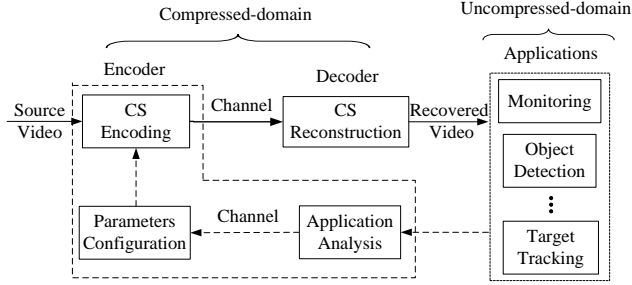 Compressed-domain
Uncompressed-domain
Applications
Encoder
Decoder
Source
Video
CS
Encoding
Channel
CS
Reconstruction
Recovered
Video
Monitoring
Object
Detection
Parameters
Configuration
Channel
Application
Analysis
Target
Tracking